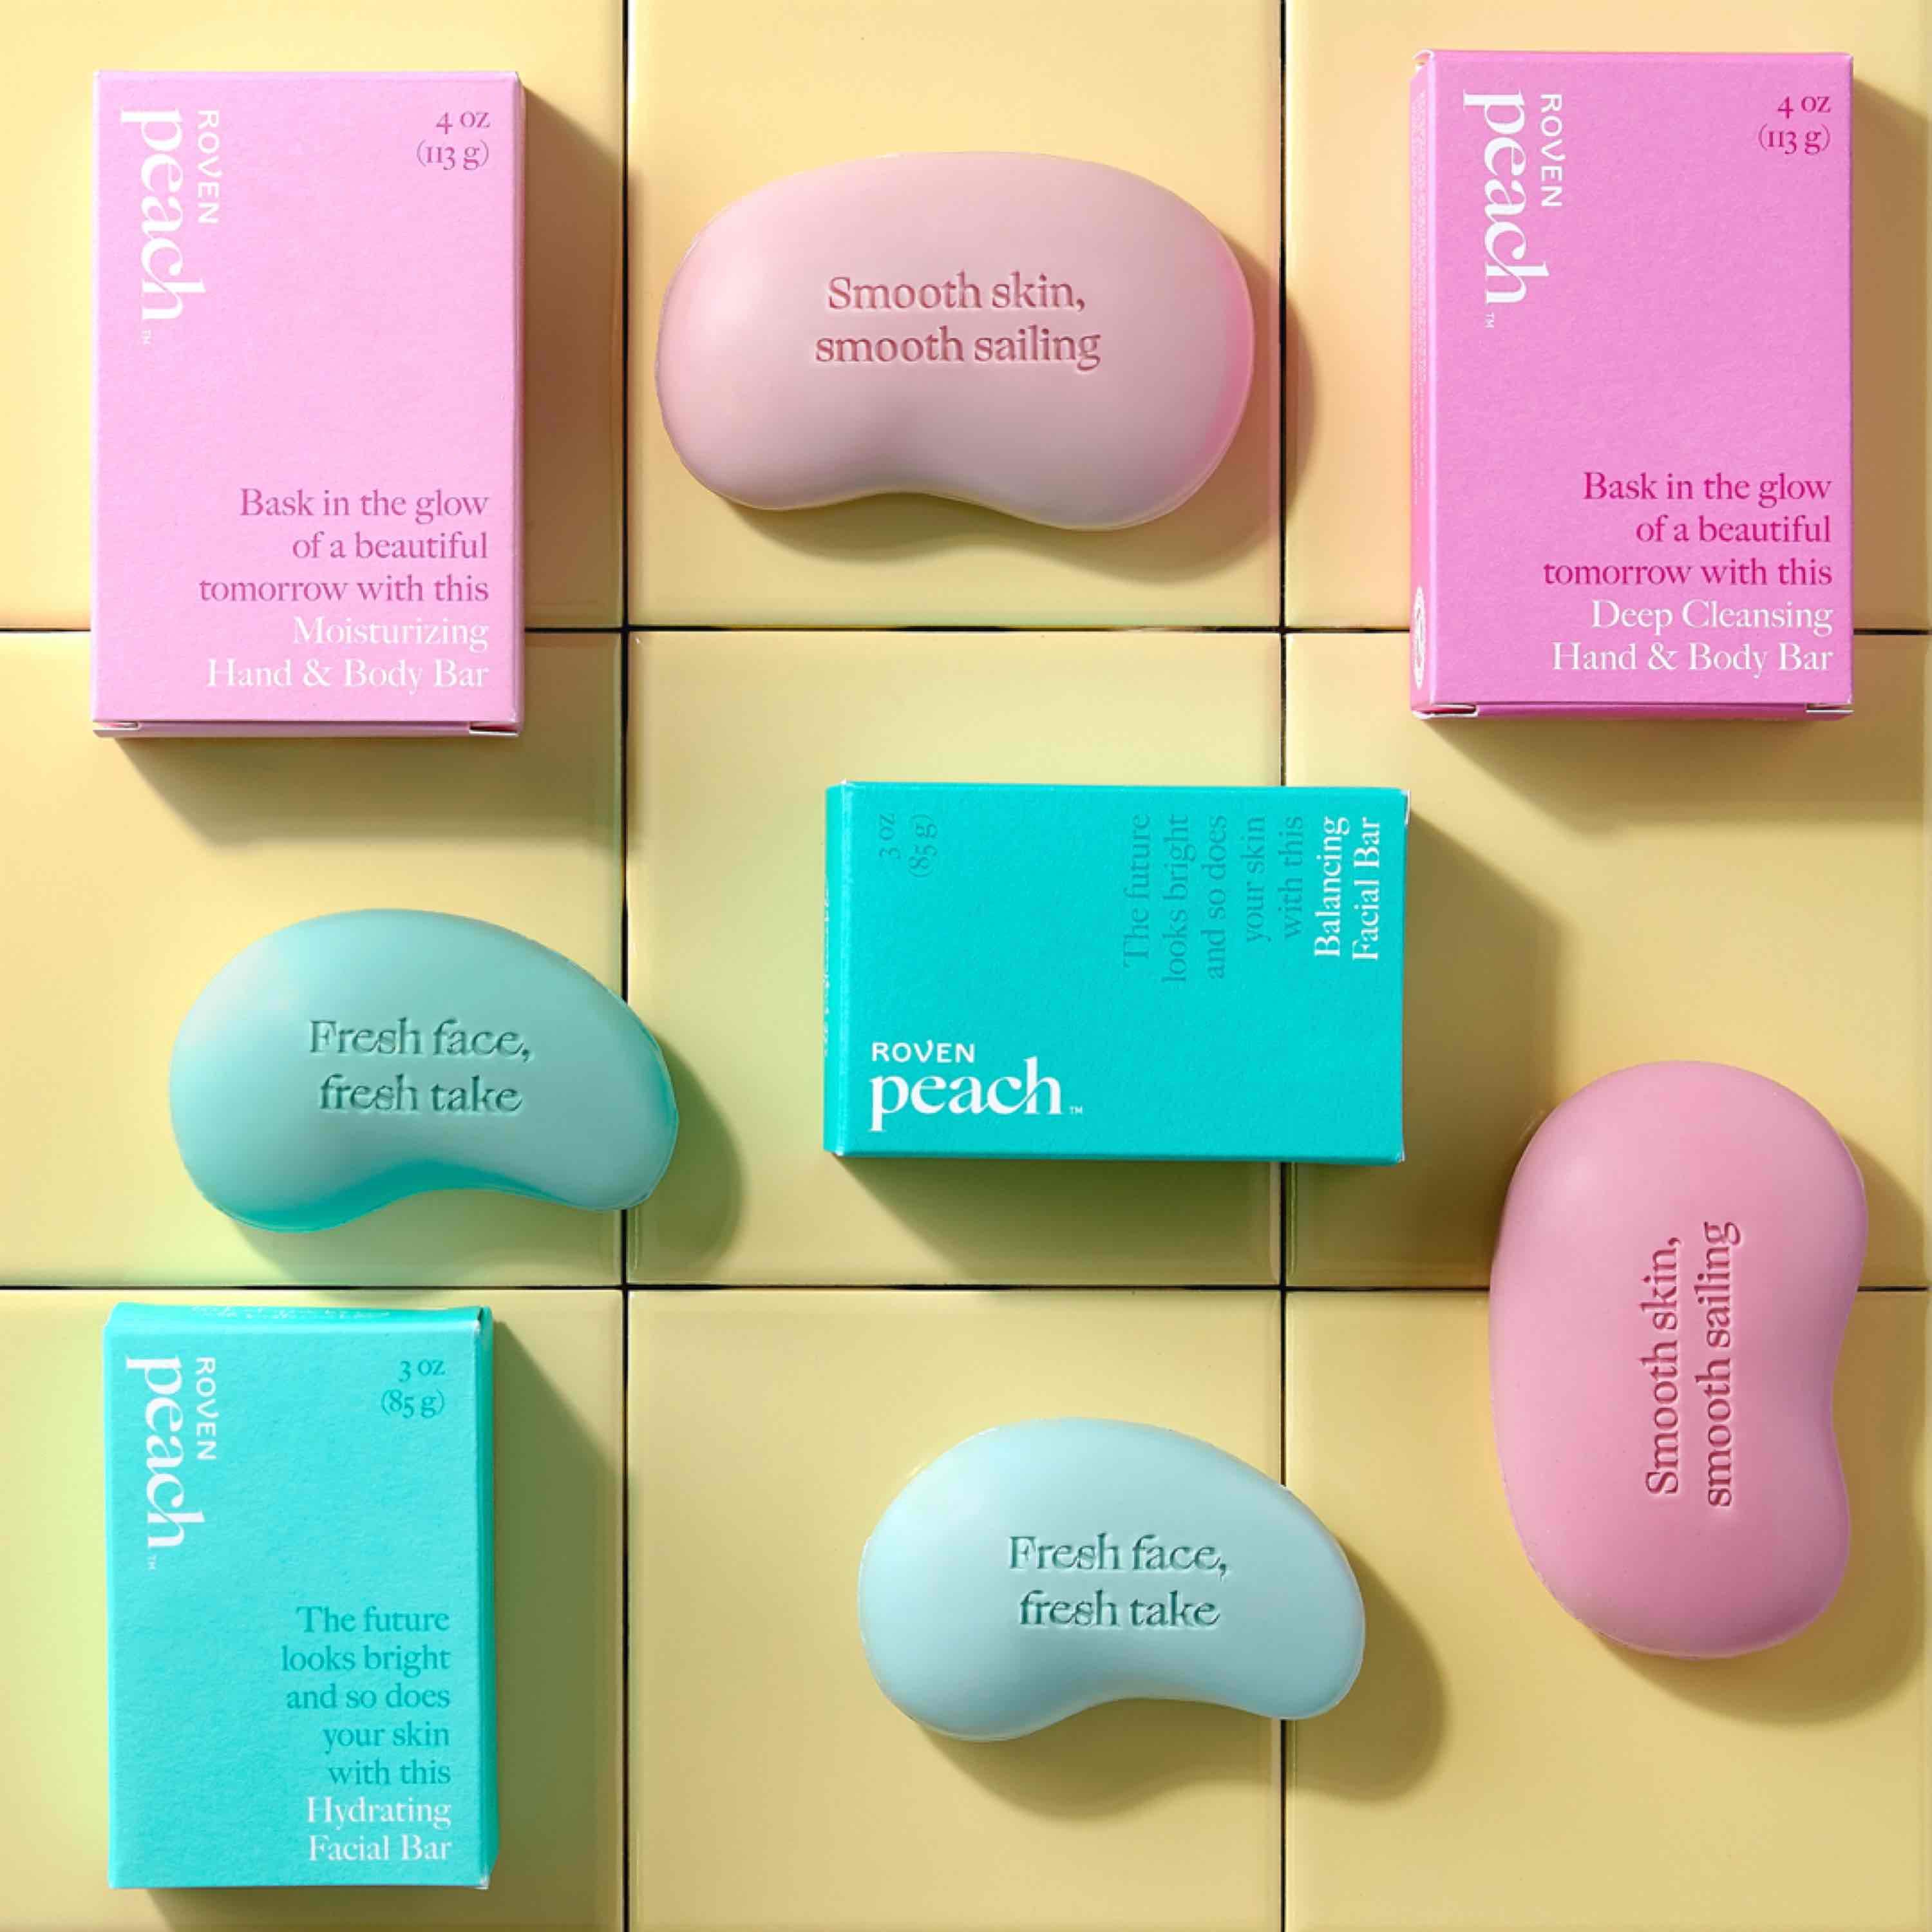 ROVEN
peach™
4 oz
(113 g)
Bask in the glow
of a beautiful
tomorrow with this
Moisturizing
Hand & Body Bar
Smooth skin,
smooth sailing
ROVEN
peach™
4 oz
(113 g)
Bask in the glow
of a beautiful
tomorrow with this
Deep Cleansing
Hand & Body Bar
Fresh face,
fresh take
3 oz
(85 g)
The future
looks bright
and so does
your skin
with this
Balancing
Facial Bar
ROVEN
peach™
Smooth skin,
smooth sailing
ROVEN
peach™
3 oz
(85 g)
The future
looks bright
and so does
your skin
with this
Hydrating
Facial Bar
Fresh face,
fresh take